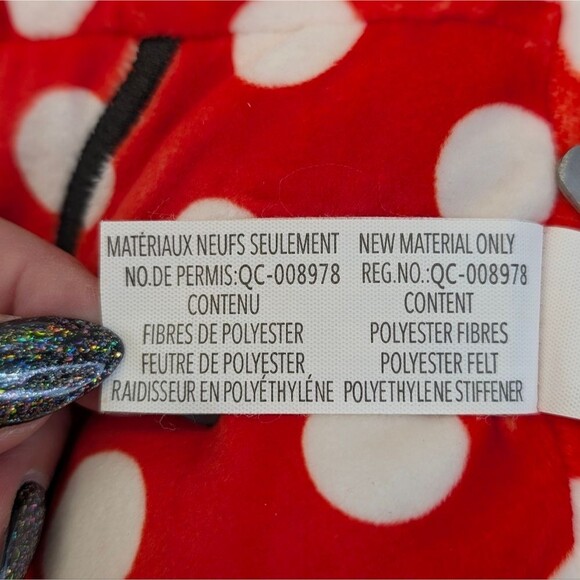 MATÉRIAUX NEUFS SEULEMENT
NO.DE PERMIS:QC-008978
CONTENU
FIBRES DE POLYESTER
FEUTRE DE POLYESTER
RAIDISSEUR EN POLYÉTHYLÉNE
NEW MATERIAL ONLY
REG.NO.:QC-008978
CONTENT
POLYESTER FIBRES
POLYESTER FELT
POLYETHYLENE STIFFENER